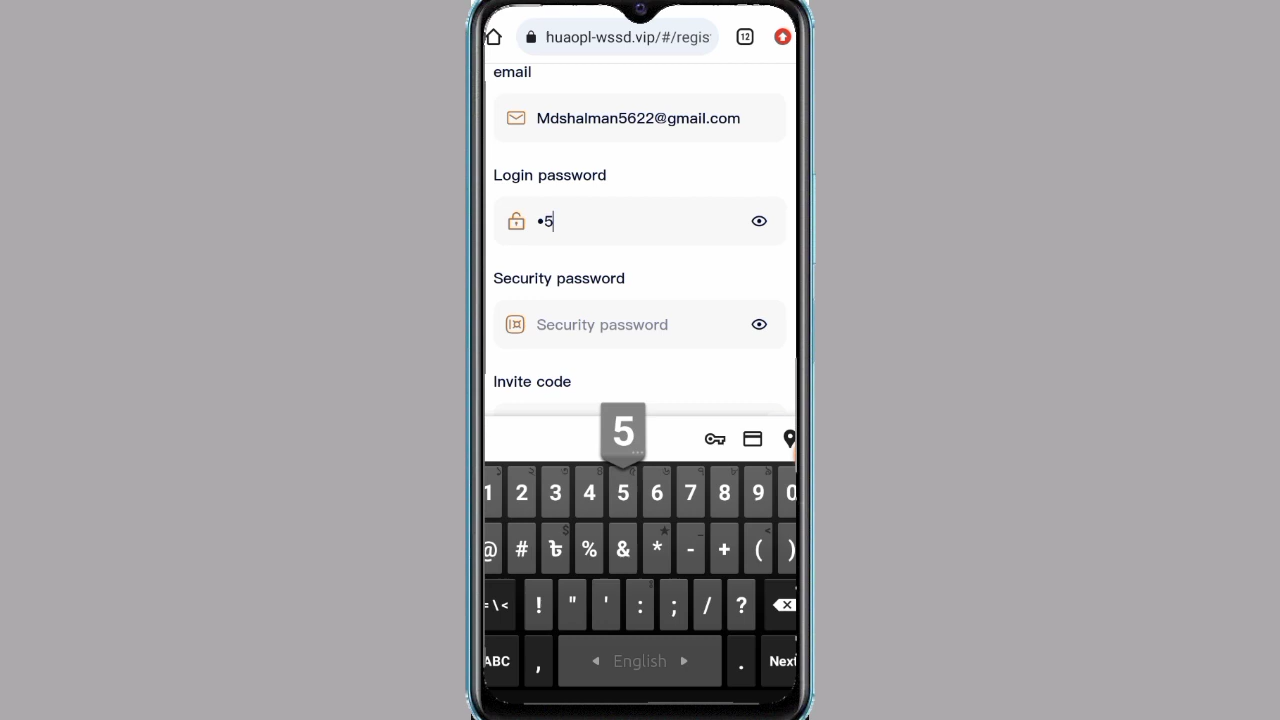 huaopl-wssd.vip/#/regis
12
email
Mdshalman5622@gmail.com
Login password
•5
Security password
Security password
Invite code
5
1 2 3 4 5 6 7 8 9 0
@ # ৳ % & * - + ( )
=\< ! " ' : ; / ?
ABC , English . Next